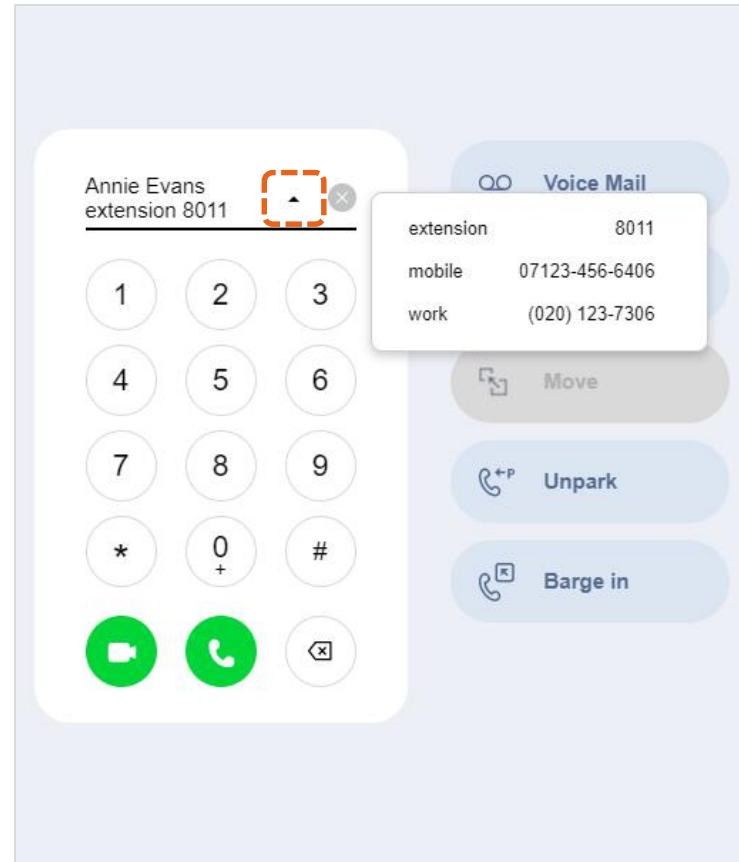 Annie Evans
extension 8011
Voice Mail
extension 8011
mobile 07123-456-6406
work (020) 123-7306
1 2 3
4 5 6
7 8 9
* 0 #
+
Move
P
Unpark
Barge in